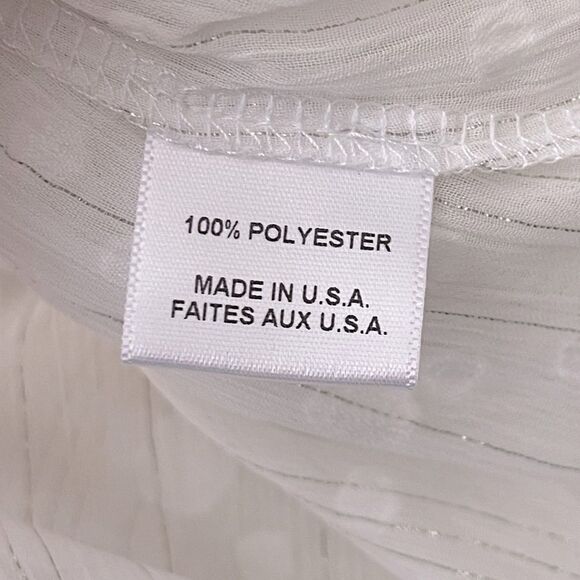 100% POLYESTER
MADE IN U.S.A.
FAITES AUX U.S.A.